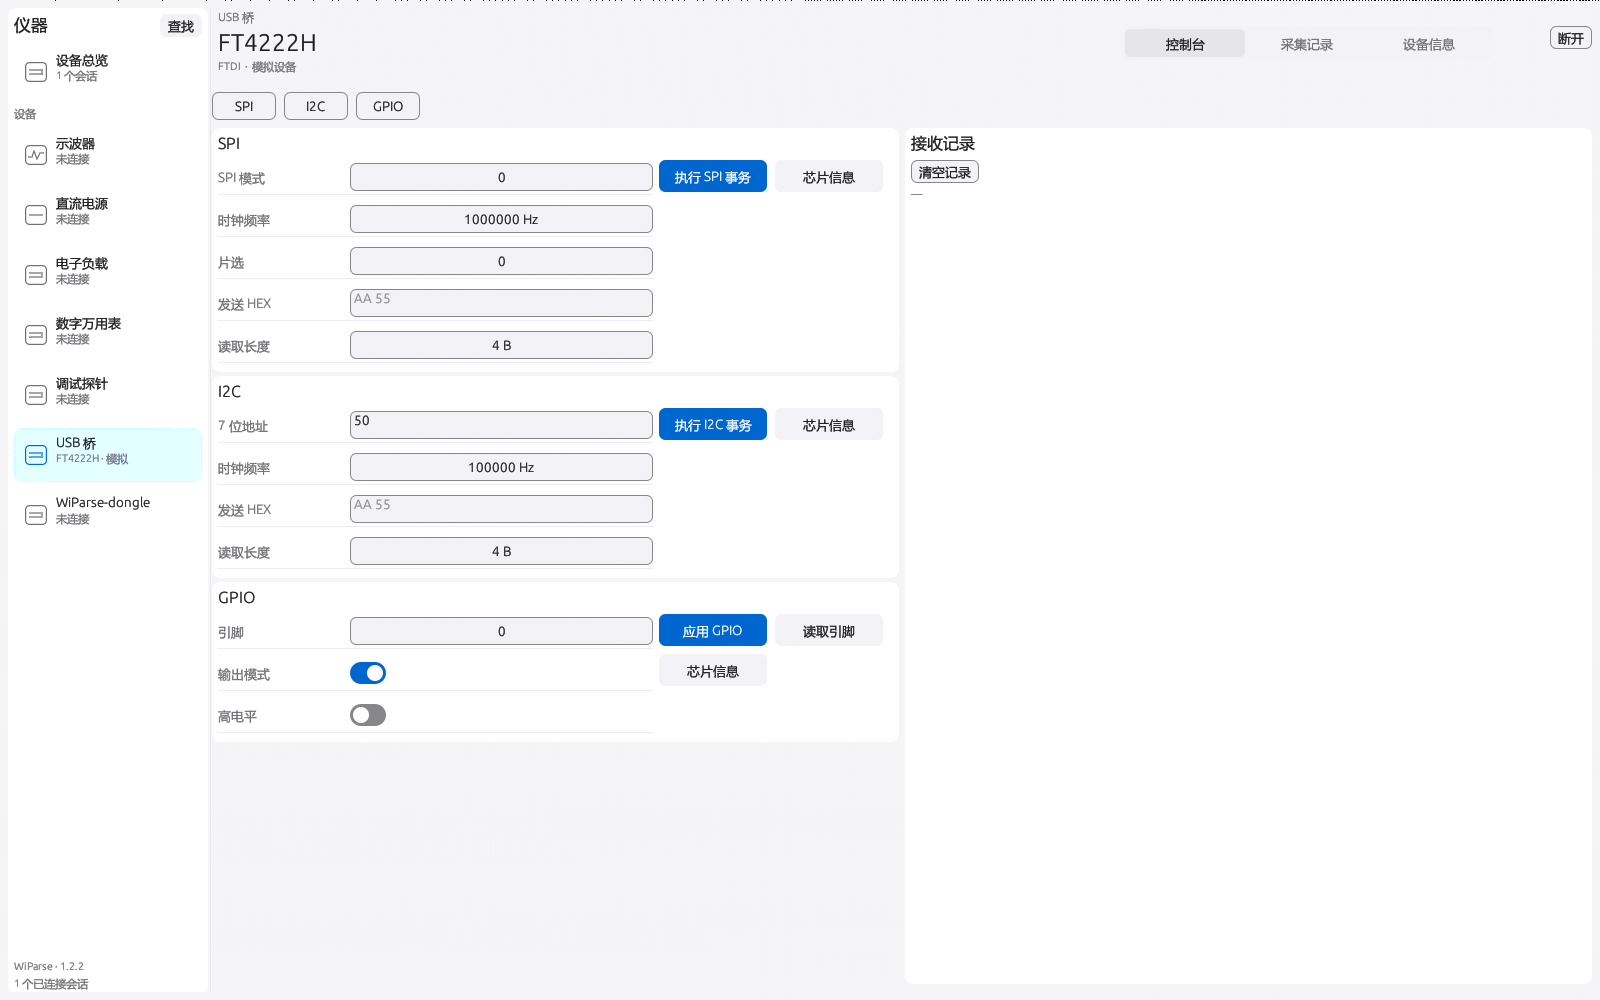 仪器
查找
设备总览
1 个会话
设备
示波器
未连接
直流电源
未连接
电子负载
未连接
数字万用表
未连接
调试探针
未连接
USB 桥
FT4222H · 模拟
WiParse-dongle
未连接
WiParse · 1.2.2
1 个已连接会话
USB 桥
FT4222H
FTDI · 模拟设备
控制台
采集记录
设备信息
断开
SPI
I2C
GPIO
SPI
SPI 模式
0
执行 SPI 事务
芯片信息
时钟频率
1000000 Hz
片选
0
发送 HEX
AA 55
读取长度
4 B
I2C
7 位地址
50
执行 I2C 事务
芯片信息
时钟频率
100000 Hz
发送 HEX
AA 55
读取长度
4 B
GPIO
引脚
0
应用 GPIO
读取引脚
输出模式
芯片信息
高电平
接收记录
清空记录
—